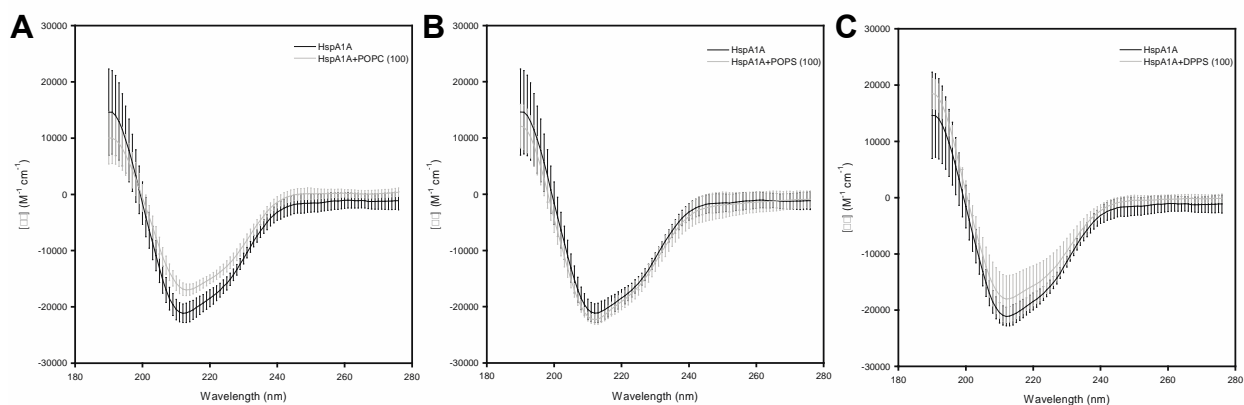 A
HspA1A
HspA1A+POPC (100)
30000
20000
10000
0
-10000
-20000
-30000
180
200
220
240
260
280
Wavelength (nm)
[□□] (M⁻¹ cm⁻¹)
B
HspA1A
HspA1A+POPS (100)
30000
20000
10000
0
-10000
-20000
-30000
180
200
220
240
260
280
Wavelength (nm)
[□□] (M⁻¹ cm⁻¹)
C
HspA1A
HspA1A+DPPS (100)
30000
20000
10000
0
-10000
-20000
-30000
180
200
220
240
260
280
Wavelength (nm)
[□□] (M⁻¹ cm⁻¹)